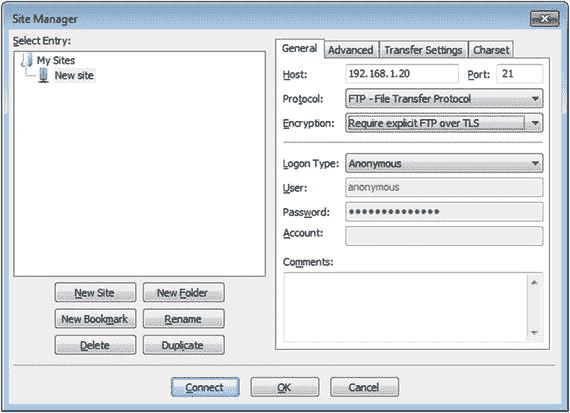 Site Manager
Select Entry:
My Sites
New site
New Site
New Folder
New Bookmark
Rename
Delete
Duplicate
General
Advanced
Transfer Settings
Charset
Host: 192.168.1.20 Port: 21
Protocol: FTP - File Transfer Protocol
Encryption: Require explicit FTP over TLS
Logon Type: Anonymous
User: anonymous
Password: ••••••••••••••
Account:
Comments:
Connect
OK
Cancel